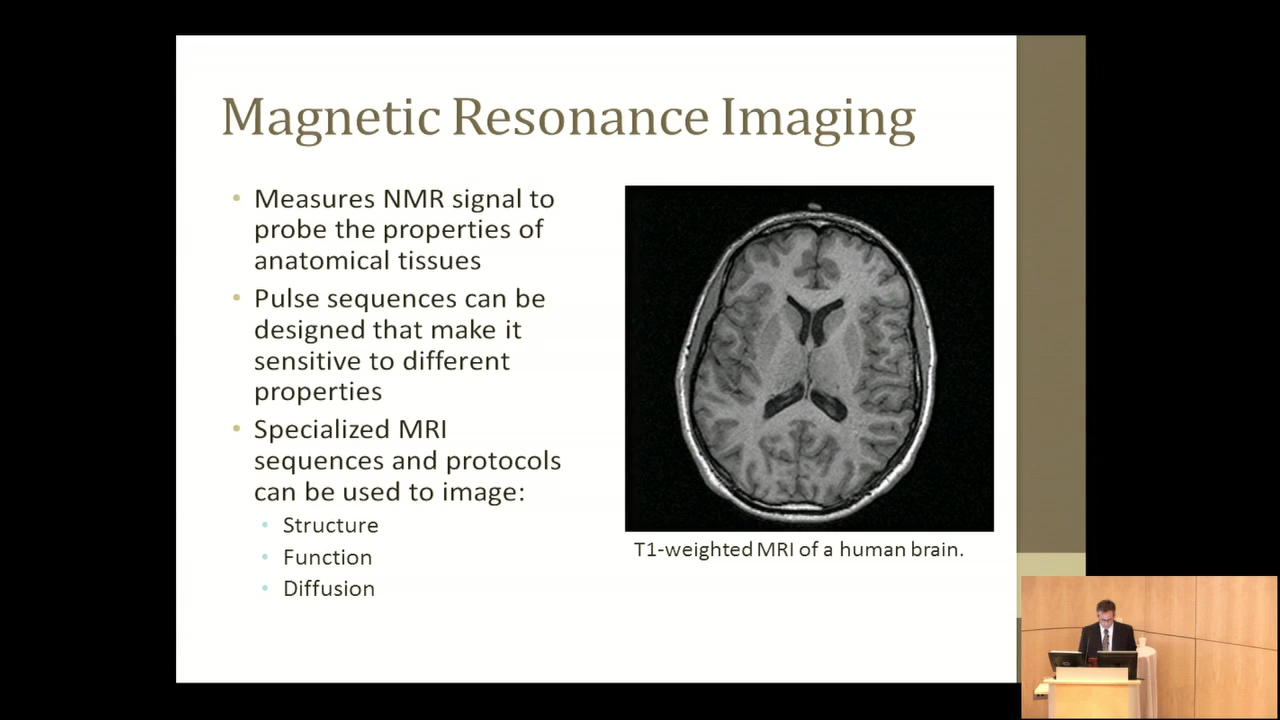 Magnetic Resonance Imaging
• Measures NMR signal to
probe the properties of
anatomical tissues
• Pulse sequences can be
designed that make it
sensitive to different
properties
• Specialized MRI
sequences and protocols
can be used to image:
• Structure
• Function
• Diffusion
T1-weighted MRI of a human brain.